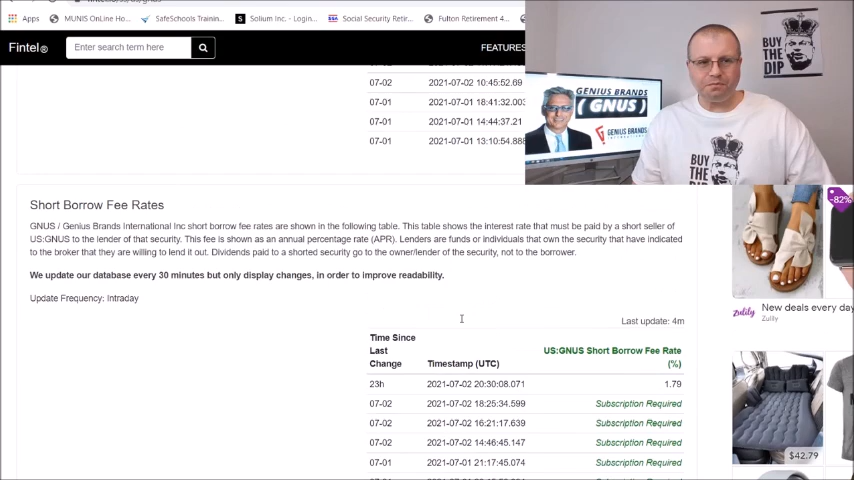 Apps
MUNIS OnLine Ho...
SafeSchools Trainin...
Solium Inc. - Login...
Social Security Retir...
Fulton Retirement 4...
Fintel®
Enter search term here
FEATURES
07-02 2021-07-02 10:45:52.69
07-01 2021-07-01 18:41:32.003
07-01 2021-07-01 14:44:37.21
07-01 2021-07-01 13:10:54.888
BUY
THE
DIP
GENIUS BRANDS
(GNUS)
GENIUS BRANDS
BUY
THE
DIP
Short Borrow Fee Rates
GNUS / Genius Brands International Inc short borrow fee rates are shown in the following table. This table shows the interest rate that must be paid by a short seller of
US:GNUS to the lender of that security. This fee is shown as an annual percentage rate (APR). Lenders are funds or individuals that own the security that have indicated
to the broker that they are willing to lend it out. Dividends paid to a shorted security go to the owner/lender of the security, not to the borrower.
We update our database every 30 minutes but only display changes, in order to improve readability.
Update Frequency: Intraday
Last update: 4m
Time Since
Last
Change
Timestamp (UTC)
US:GNUS Short Borrow Fee Rate
(%)
23h 2021-07-02 20:30:08.071 1.79
07-02 2021-07-02 18:25:34.599 Subscription Required
07-02 2021-07-02 16:21:17.639 Subscription Required
07-02 2021-07-02 14:46:45.147 Subscription Required
07-01 2021-07-01 21:17:45.074 Subscription Required
-82%
zulily
New deals every day
Zulily
$42.79